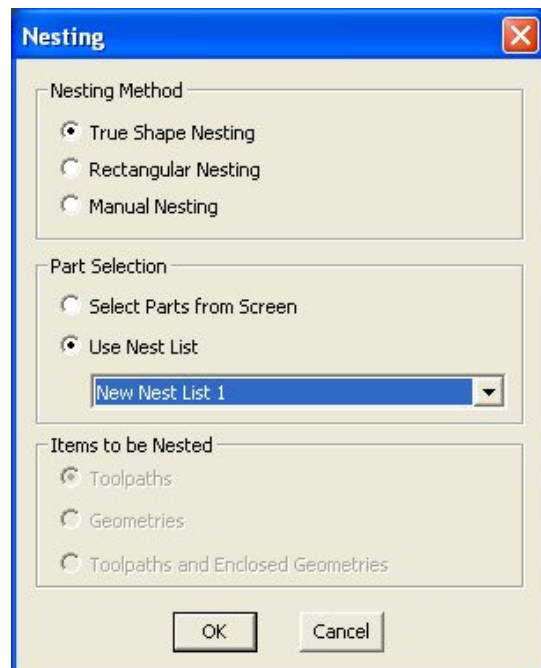 Nesting
Nesting Method
True Shape Nesting
Rectangular Nesting
Manual Nesting
Part Selection
Select Parts from Screen
Use Nest List
New Nest List 1
Items to be Nested
Toolpaths
Geometries
Toolpaths and Enclosed Geometries
OK
Cancel